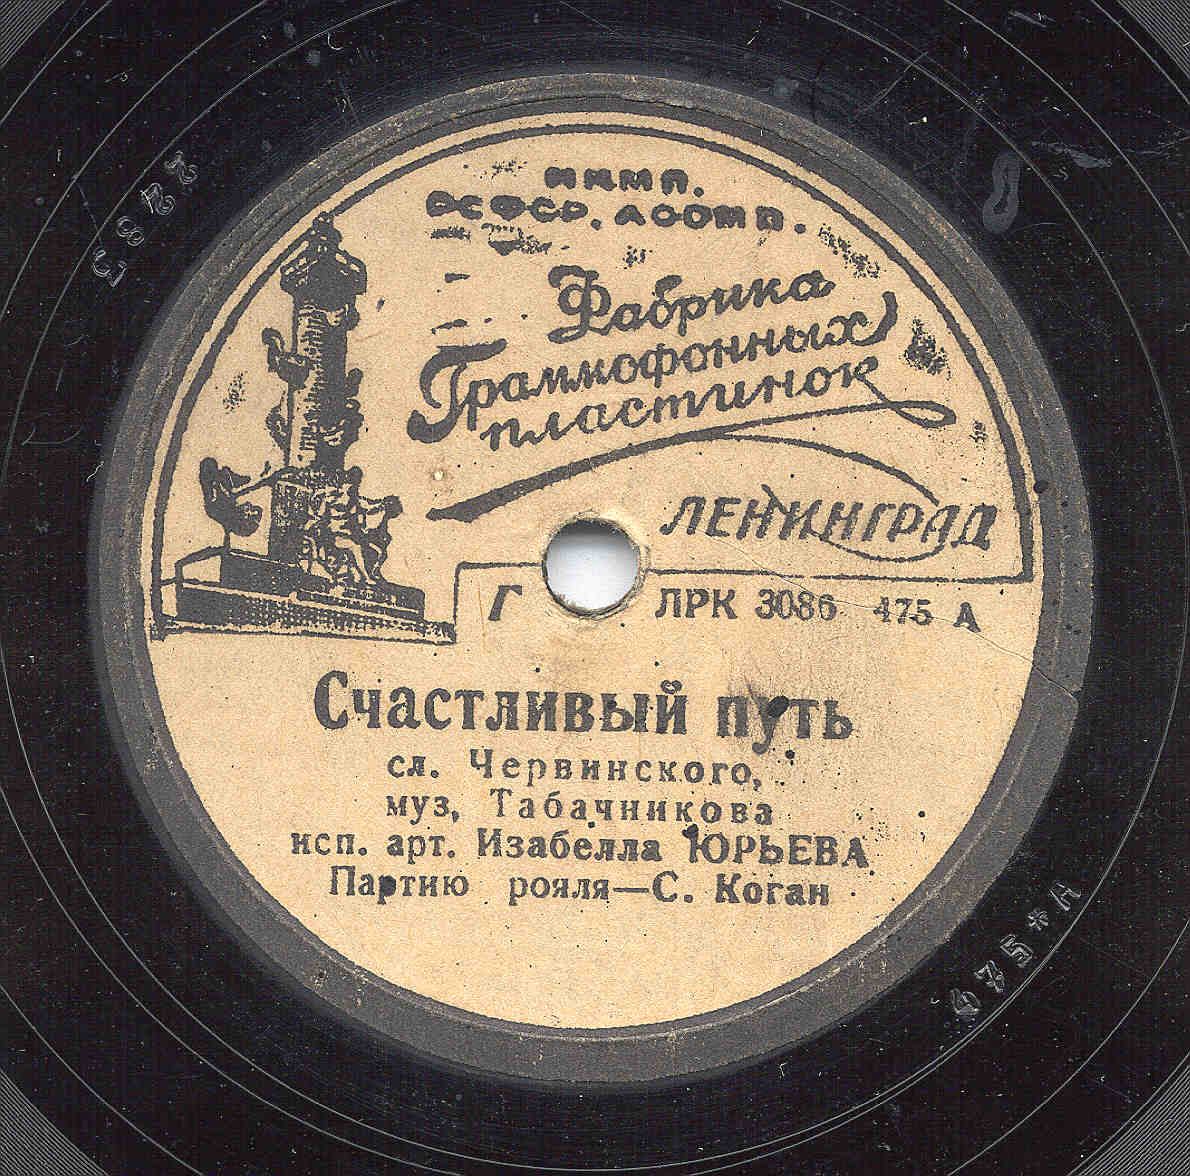 НКМП.
РСФСР. ЛООМП.
Фабрика
Граммофонных
пластинок
ЛЕНИНГРАД
Г ЛРК 3086 475 А
Счастливый путь
сл. Червинского,
муз, Табачникова
исп. арт. Изабелла ЮРЬЕВА
Партию рояля—С. Коган
475*Н